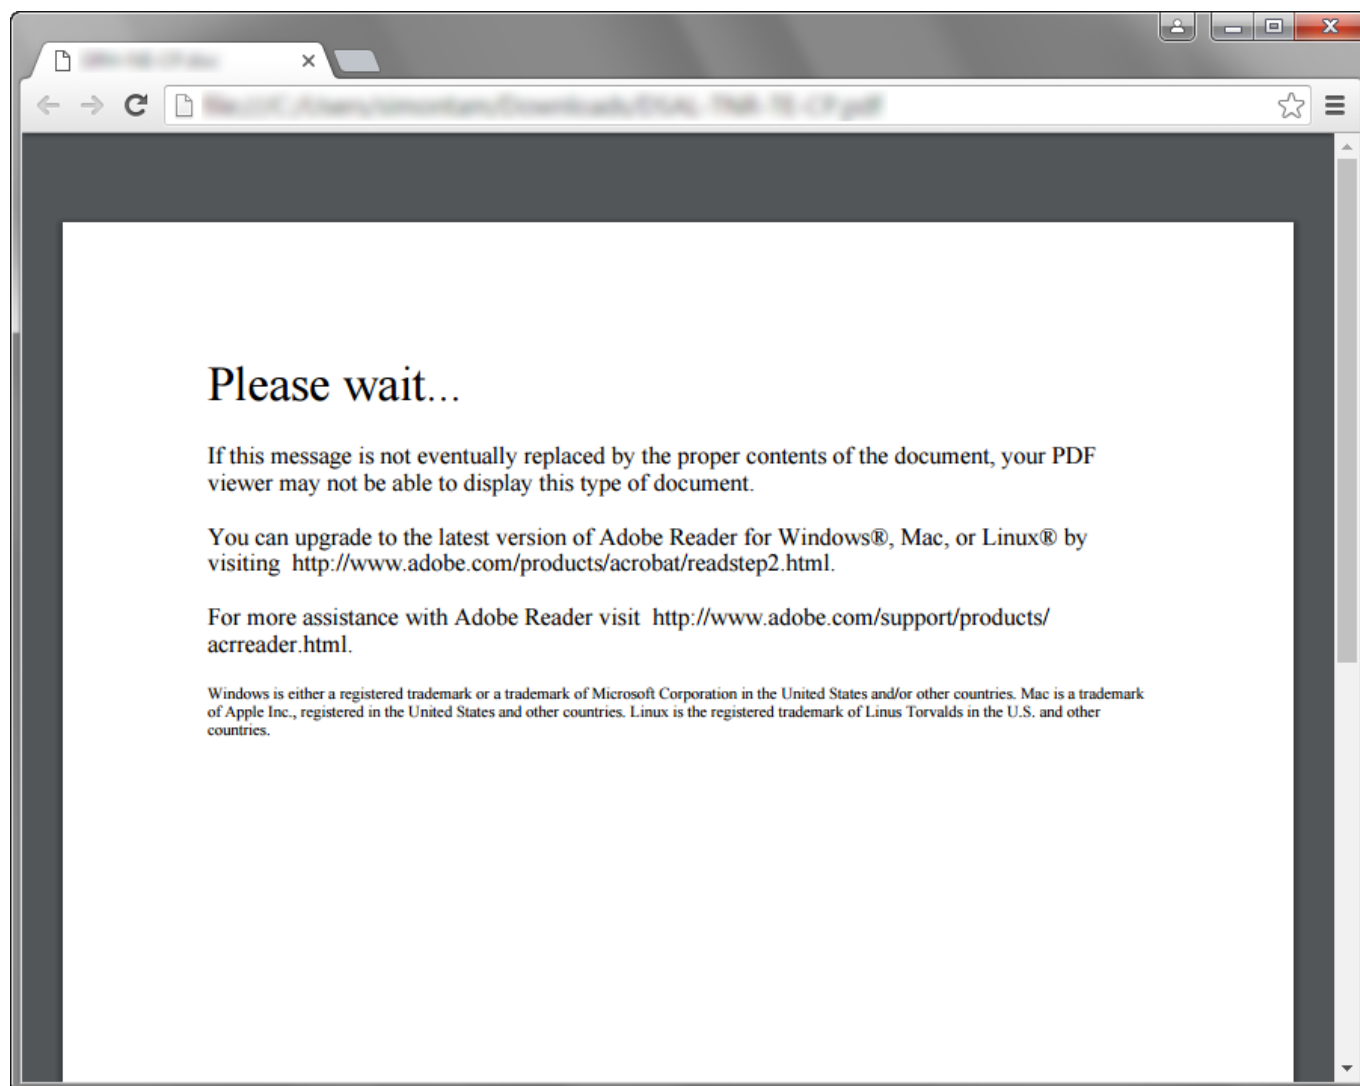 Please wait...
If this message is not eventually replaced by the proper contents of the document, your PDF
viewer may not be able to display this type of document.
You can upgrade to the latest version of Adobe Reader for Windows®, Mac, or Linux® by
visiting  http://www.adobe.com/products/acrobat/readstep2.html.
For more assistance with Adobe Reader visit  http://www.adobe.com/support/products/
acrreader.html.
Windows is either a registered trademark or a trademark of Microsoft Corporation in the United States and/or other countries. Mac is a trademark
of Apple Inc., registered in the United States and other countries. Linux is the registered trademark of Linus Torvalds in the U.S. and other
countries.